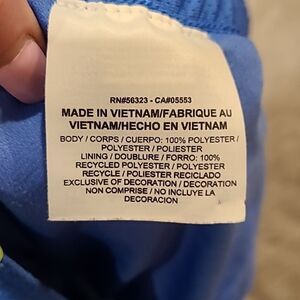 RN#56323 - CA#05553
MADE IN VIETNAM/FABRIQUE AU
VIETNAM/HECHO EN VIETNAM
BODY / CORPS / CUERPO: 100% POLYESTER /
POLYESTER / POLIESTER
LINING / DOUBLURE / FORRO: 100%
RECYCLED POLYESTER / POLYESTER
RECYCLE / POLIESTER RECICLADO
EXCLUSIVE OF DECORATION / DECORATION
NON COMPRISE / NO INCLUYE LA
DECORACION